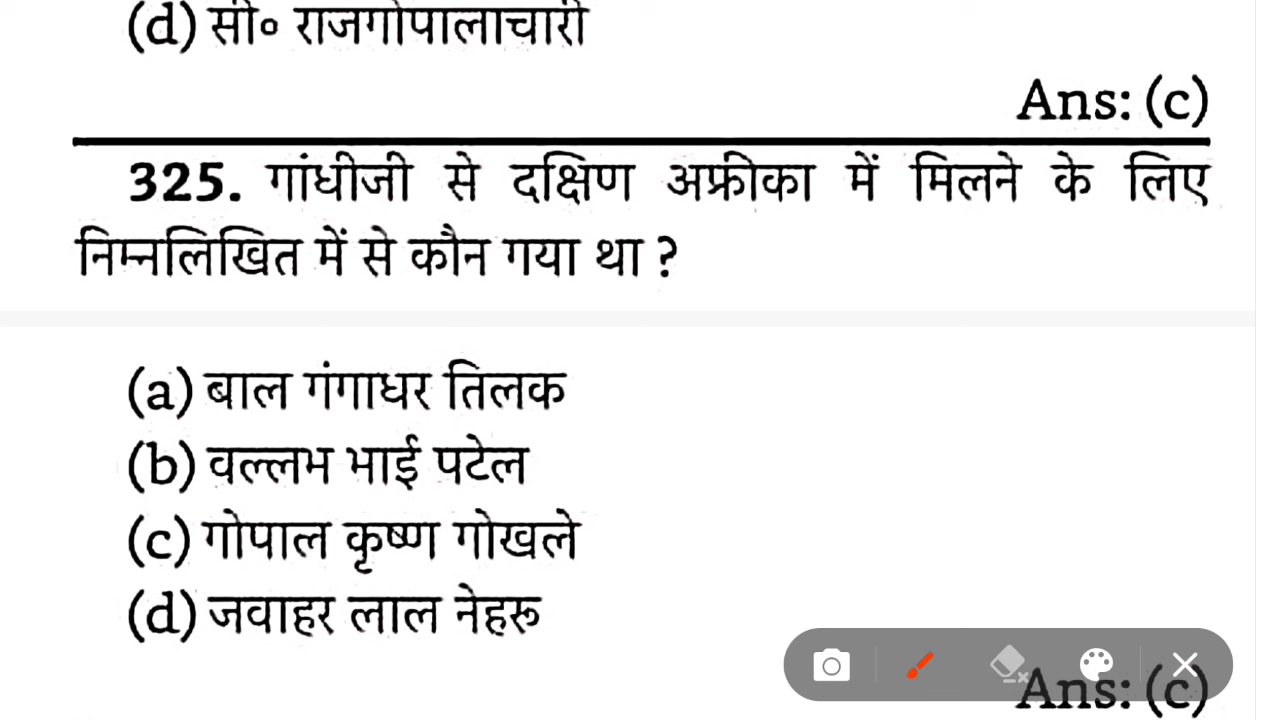 (d) सी० राजगोपालाचारी
Ans: (c)
325. गांधीजी से दक्षिण अफ्रीका में मिलने के लिए
निम्नलिखित में से कौन गया था ?
(a) बाल गंगाधर तिलक
(b) वल्लभ भाई पटेल
(c) गोपाल कृष्ण गोखले
(d) जवाहर लाल नेहरू
Ans: (c)